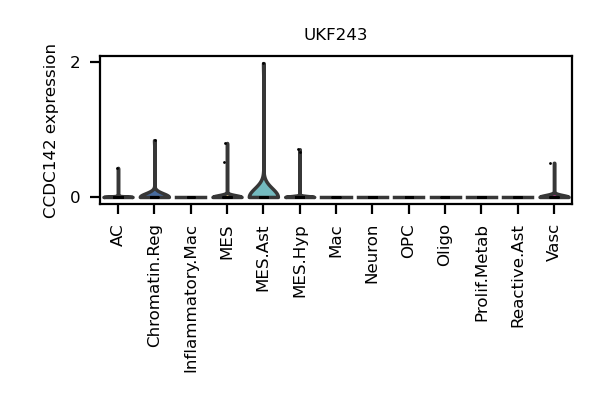 UKF243
CCDC142 expression
2
0
AC
Chromatin.Reg
Inflammatory.Mac
MES
MES.Ast
MES.Hyp
Mac
Neuron
OPC
Oligo
Prolif.Metab
Reactive.Ast
Vasc